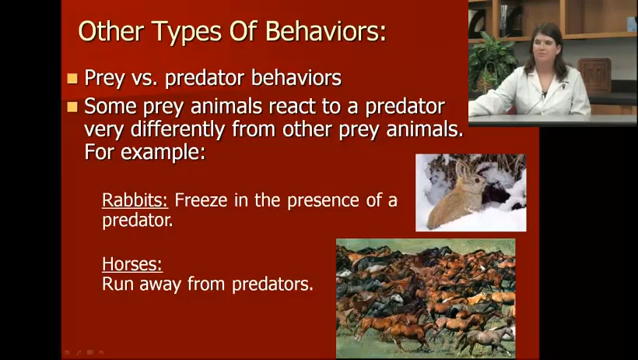 Other Types Of Behaviors:
Prey vs. predator behaviors
Some prey animals react to a predator
very differently from other prey animals.
For example:
Rabbits: Freeze in the presence of a
predator.
Horses:
Run away from predators.